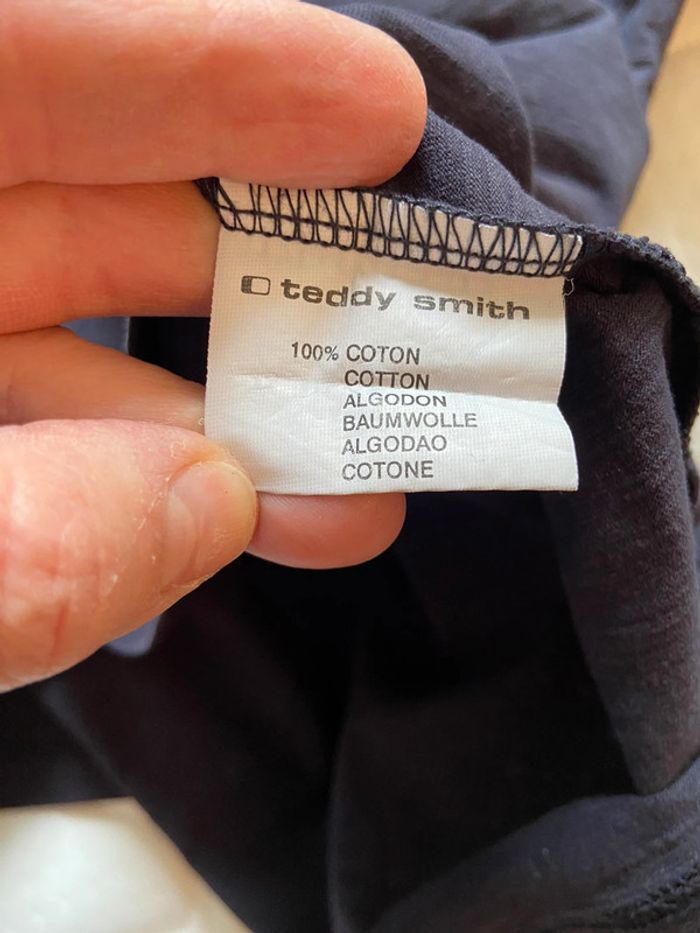 teddy smith
100% COTON
COTTON
ALGODON
BAUMWOLLE
ALGODAO
COTONE